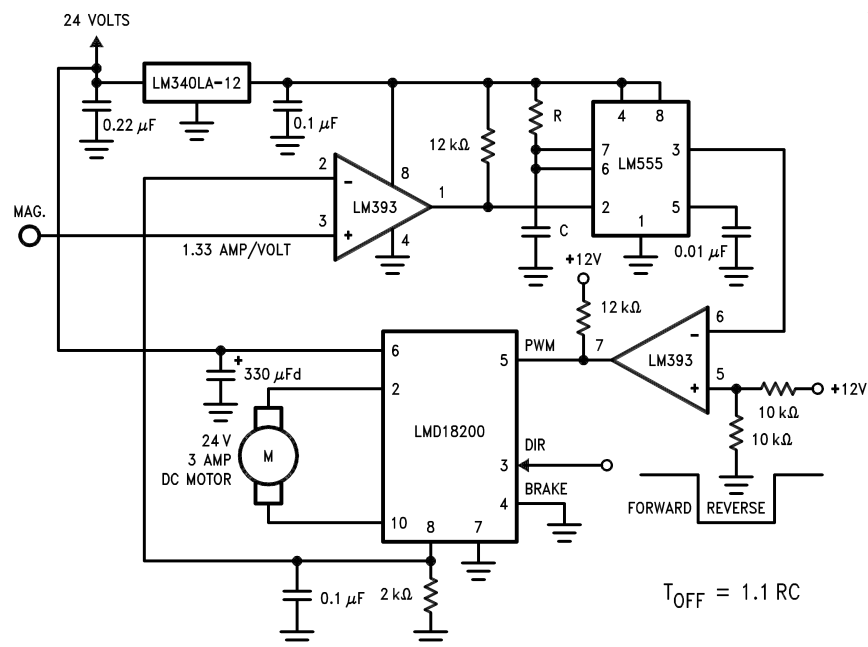 24 VOLTS
LM340LA-12
0.22 µF
0.1 µF
12 kΩ
R
4
8
7
6
LM555
3
2
1
5
C
0.01 µF
MAG.
2
3
1.33 AMP/VOLT
−
+
LM393
8
4
1
+12V
12 kΩ
6
−
LM393
5
+
7
10 kΩ
+12V
10 kΩ
PWM
+
330 µFd
6
5
2
LMD18200
24 V
3 AMP
DC MOTOR
M
DIR
3
BRAKE
4
10
8
7
FORWARD
REVERSE
0.1 µF
2 kΩ
T_OFF = 1.1 RC